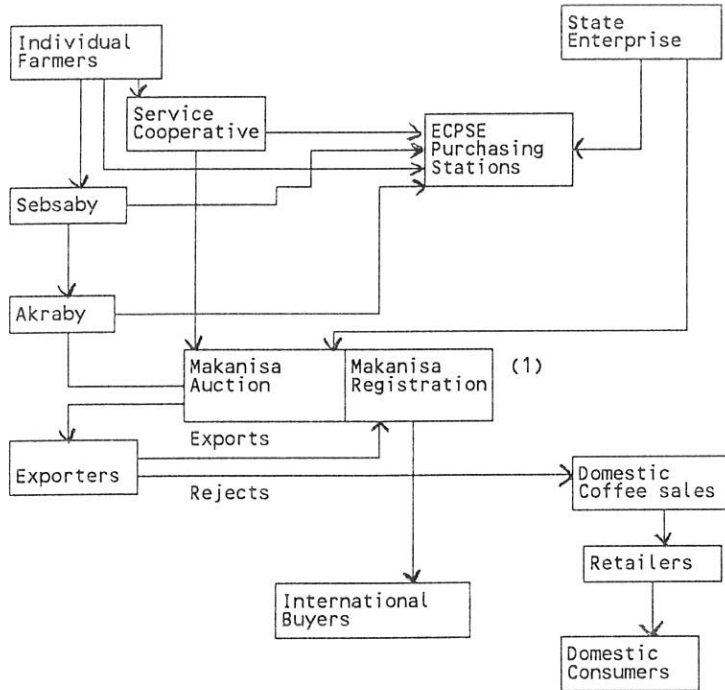 Individual
Farmers
State
Enterprise
Service
Cooperative
ECPSE
Purchasing
Stations
Sebsaby
Akraby
Makanisa
Auction
Makanisa
Registration
(1)
Exports
Exporters
Rejects
Domestic
Coffee sales
Retailers
International
Buyers
Domestic
Consumers